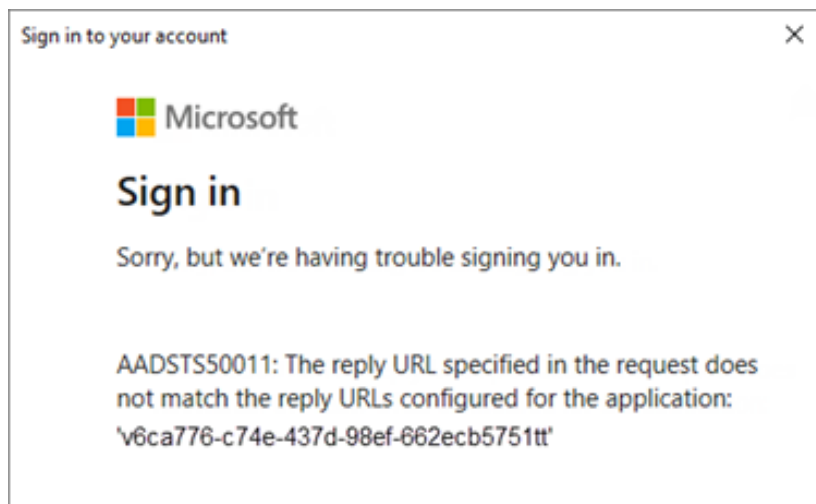 Sign in to your account
Microsoft
Sign in
Sorry, but we're having trouble signing you in.
AADSTS50011: The reply URL specified in the request does
not match the reply URLs configured for the application:
'v6ca776-c74e-437d-98ef-662ecb5751tt'